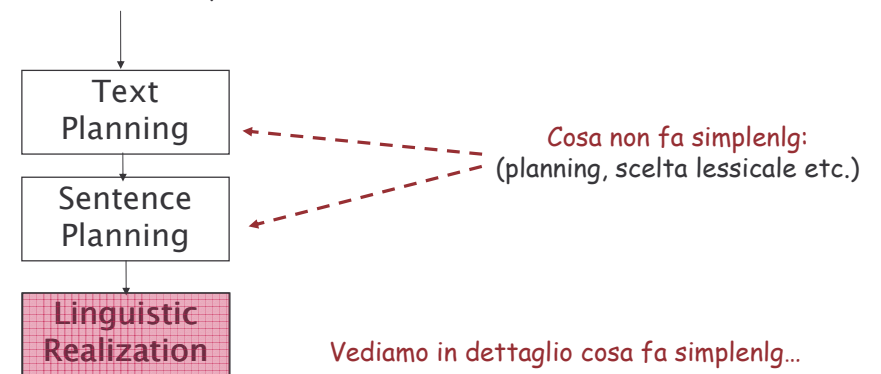 Text
Planning
Cosa non fa simplenlg:
(planning, scelta lessicale etc.)
Sentence
Planning
Linguistic
Realization
Vediamo in dettaglio cosa fa simplenlg...